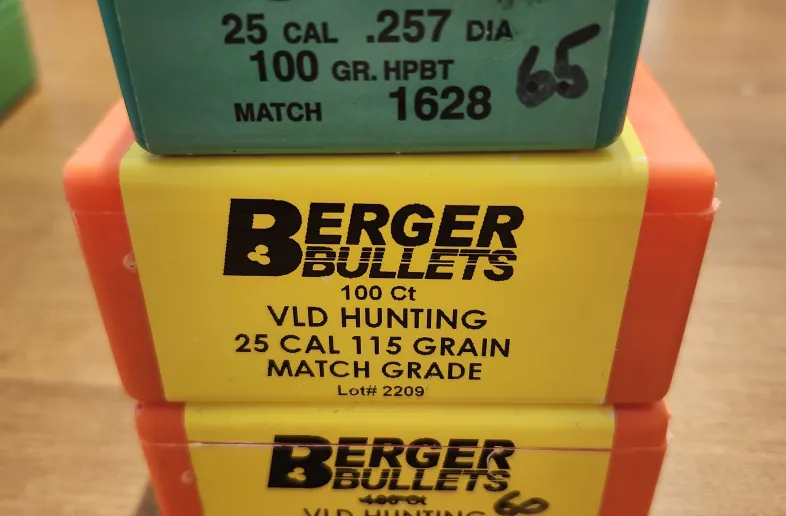 25 CAL .257 DIA
100 GR. HPBT
65
MATCH 1628
BERGER
BULLETS
100 Ct
VLD HUNTING
25 CAL 115 GRAIN
MATCH GRADE
Lot# 2209
BERGER
BULLETS
100 Ct
60
VLD HUNTING